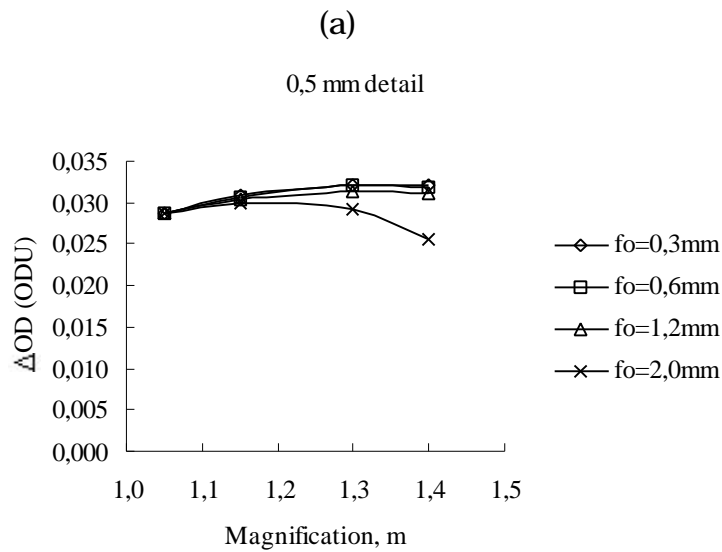 (a)
0,5 mm detail
0,035
0,030
0,025
0,020
0,015
0,010
0,005
0,000
ΔOD (ODU)
1,0 1,1 1,2 1,3 1,4 1,5
Magnification, m
fo=0,3mm
fo=0,6mm
fo=1,2mm
fo=2,0mm